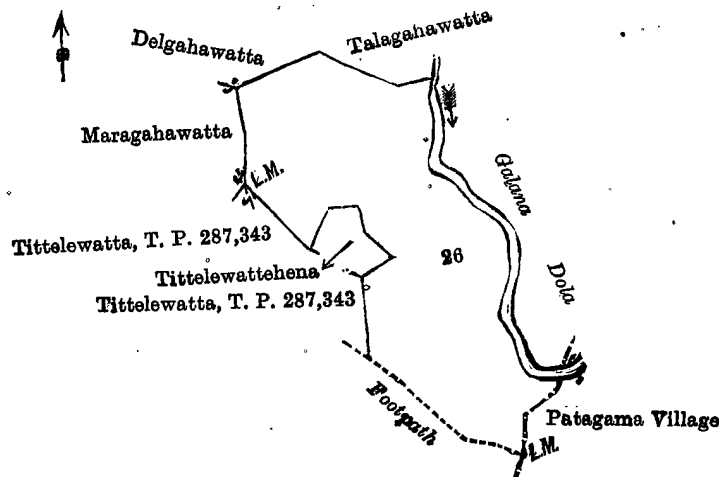 Delgahawatta
Talagahawatta
Maragahawatta
L.M.
Galana
Tittelewatta, T. P. 287,343
26
Tittelewattehena
Dola
Tittelewatta, T. P. 287,343
Footpath
Patagama Village
L.M.